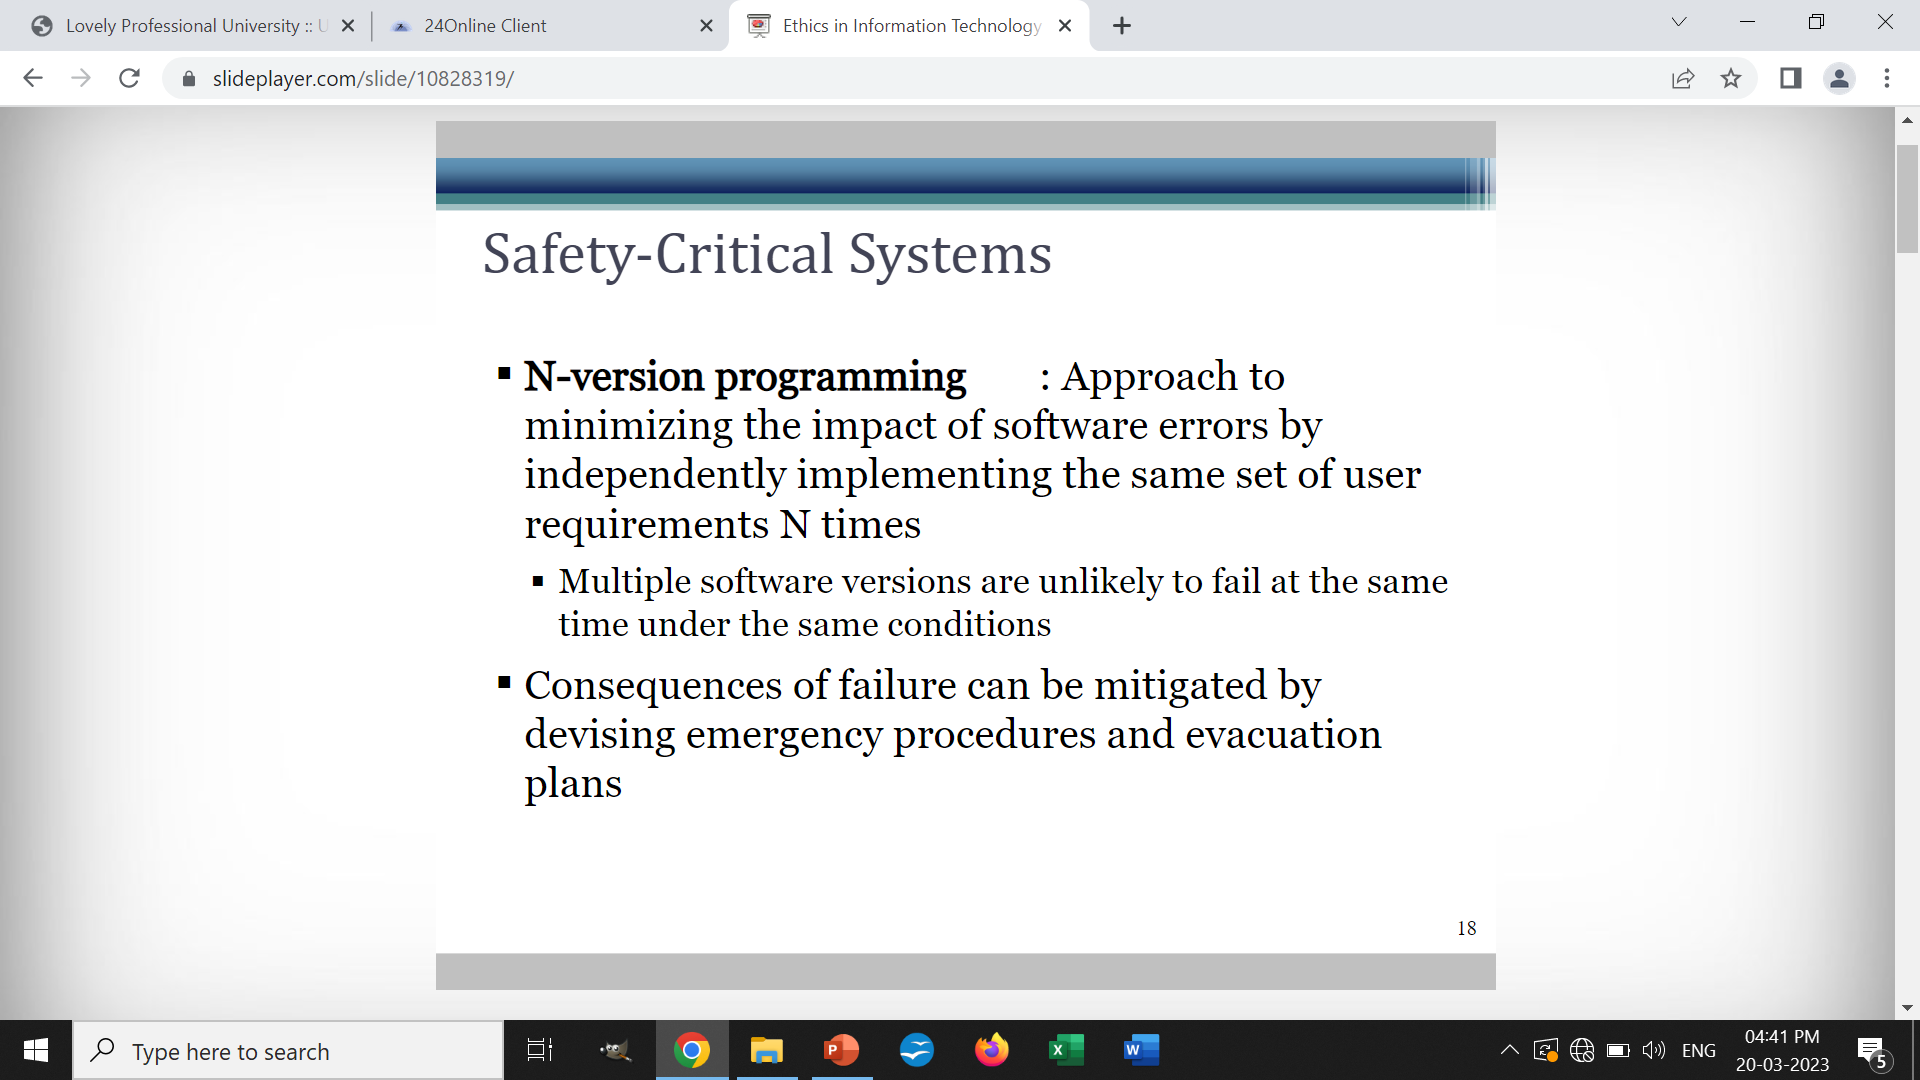 Lovely Professional University :: U
24Online Client
Ethics in Information Technology
slideplayer.com/slide/10828319/
Safety-Critical Systems
▪ N-version programming : Approach to
minimizing the impact of software errors by
independently implementing the same set of user
requirements N times
▪ Multiple software versions are unlikely to fail at the same
time under the same conditions
▪ Consequences of failure can be mitigated by
devising emergency procedures and evacuation
plans
18
Type here to search
P
X
W
ENG
04:41 PM
20-03-2023
5